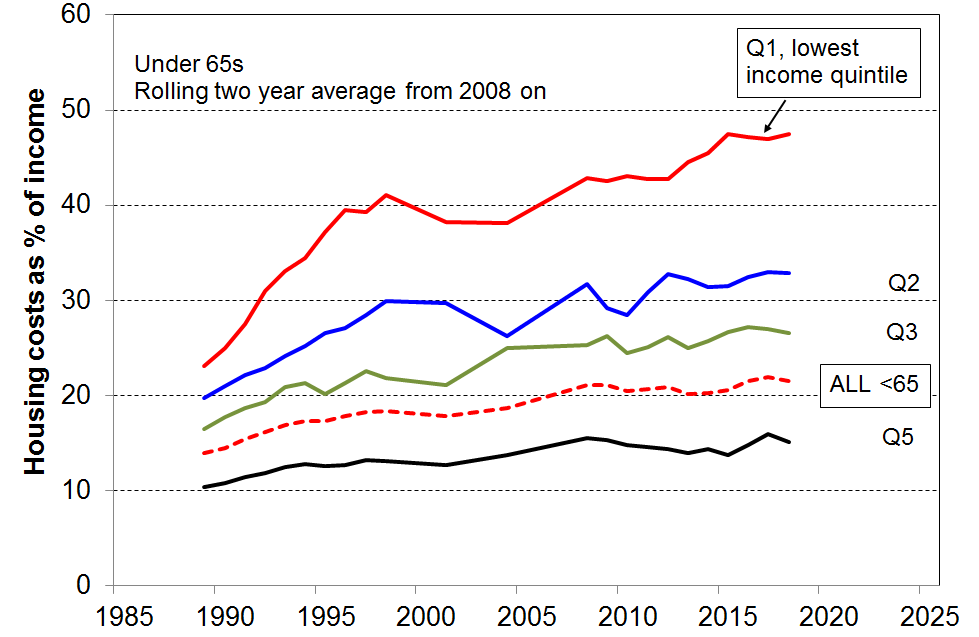 Housing costs as % of income
60
50
40
30
20
10
0
Under 65s
Rolling two year average from 2008 on
Q1, lowest
income quintile
Q2
Q3
ALL <65
Q5
1985
1990
1995
2000
2005
2010
2015
2020
2025